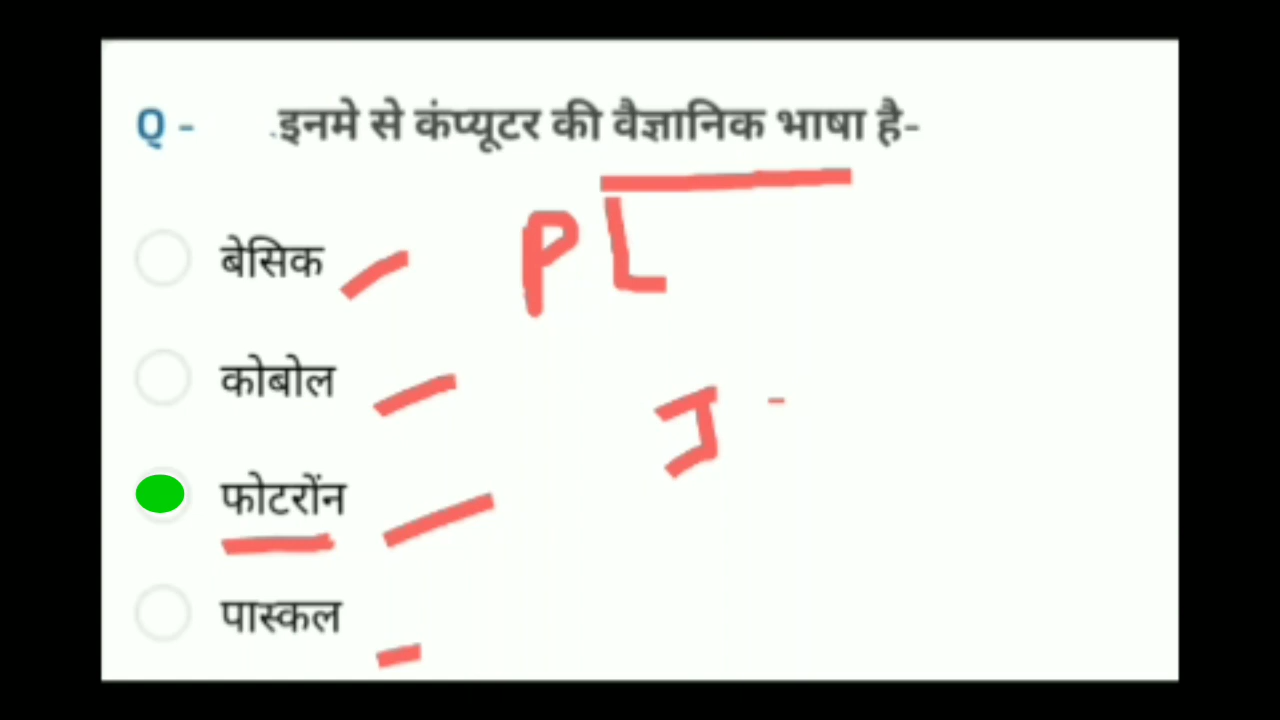 Q - .इनमे से कंप्यूटर की वैज्ञानिक भाषा है-
बेसिक
PL
कोबोल
फोटरोंन
पास्कल